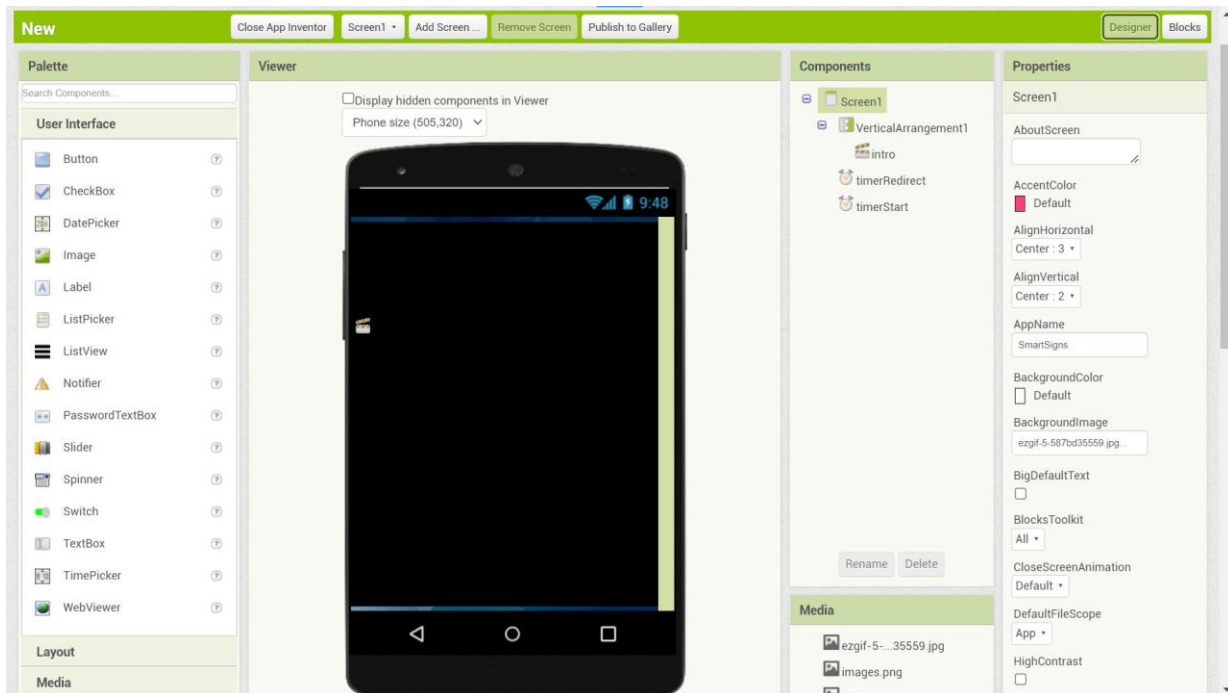 New
Close App Inventor
Screen1
Add Screen ...
Remove Screen
Publish to Gallery
Designer
Blocks
Palette
Search Components...
User Interface
Button
CheckBox
DatePicker
Image
Label
ListPicker
ListView
Notifier
PasswordTextBox
Slider
Spinner
Switch
TextBox
TimePicker
WebViewer
Layout
Media
Viewer
Display hidden components in Viewer
Phone size (505,320)
9:48
Components
Screen1
VerticalArrangement1
intro
timerRedirect
timerStart
Rename
Delete
Media
ezgif-5-...35559.jpg
images.png
Properties
Screen1
AboutScreen
AccentColor
Default
AlignHorizontal
Center : 3
AlignVertical
Center : 2
AppName
SmartSigns
BackgroundColor
Default
BackgroundImage
ezgif-5-587bd35559.jpg...
BigDefaultText
BlocksToolkit
All
CloseScreenAnimation
Default
DefaultFileScope
App
HighContrast